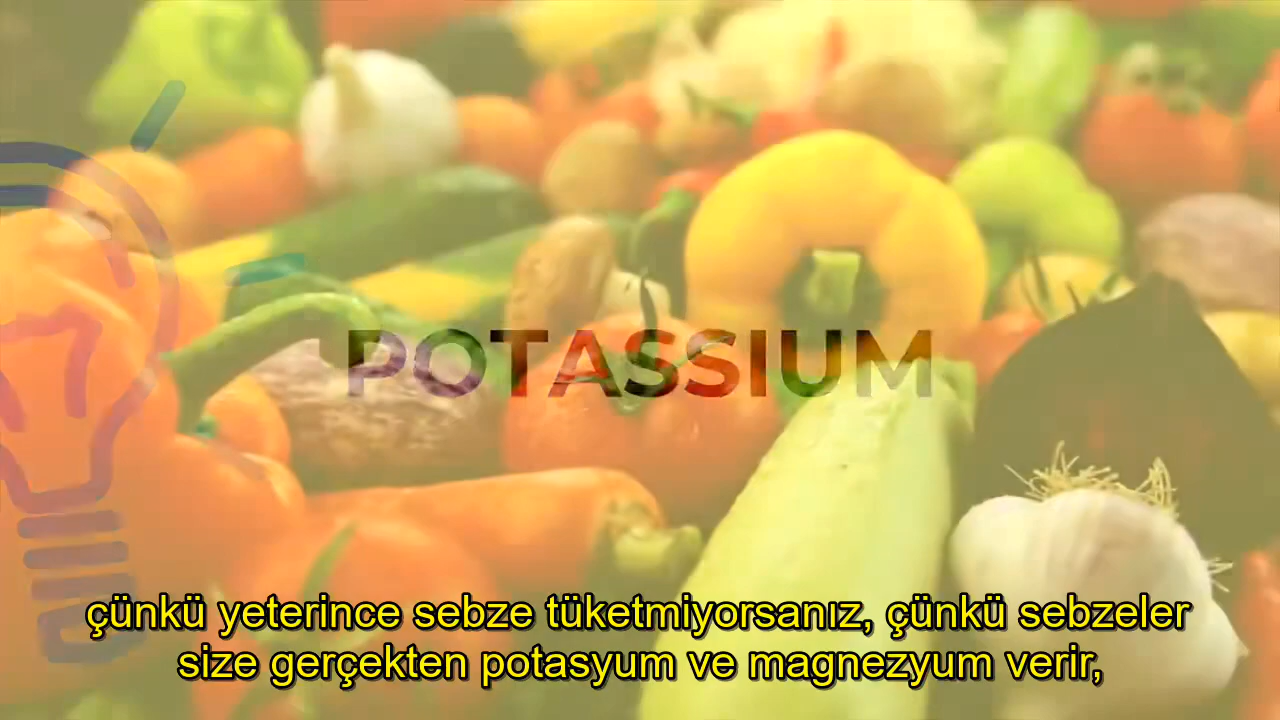 POTASSIUM
çünkü yeterince sebze tüketmiyorsanız, çünkü sebzeler
size gerçekten potasyum ve magnezyum verir,